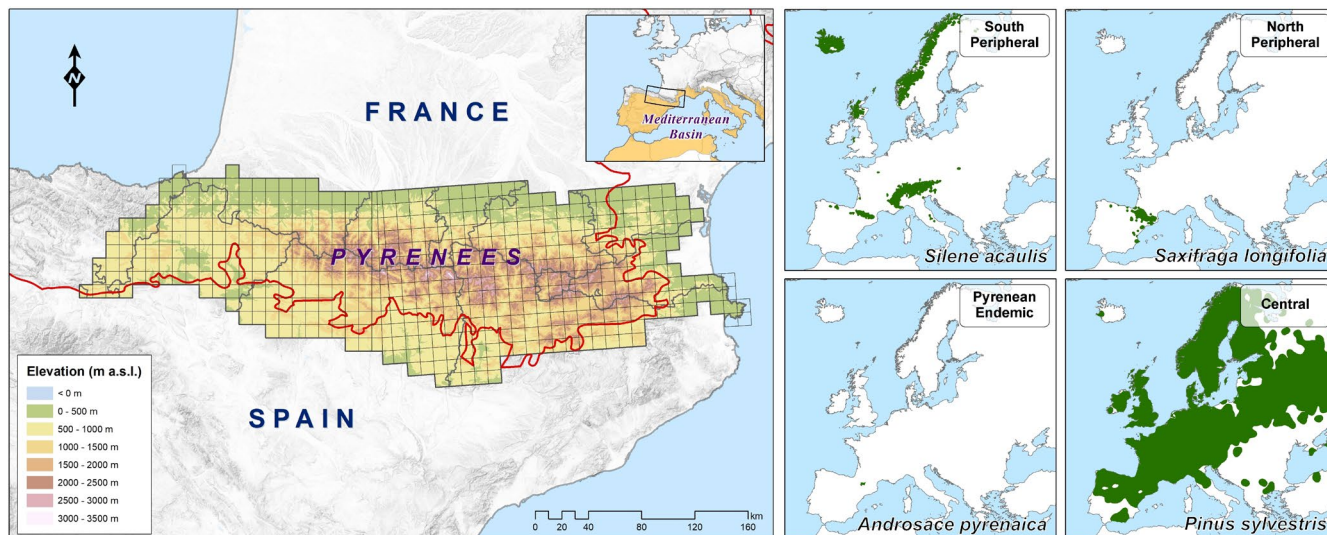 N
FRANCE
Mediterranean
Basin
PYRENEES
SPAIN
Elevation (m a.s.l.)
< 0 m
0 - 500 m
500 - 1000 m
1000 - 1500 m
1500 - 2000 m
2000 - 2500 m
2500 - 3000 m
3000 - 3500 m
km
0 10 20 40 80 120 160
South
Peripheral
Silene acaulis
North
Peripheral
Saxifraga longifolia
Pyrenean
Endemic
Androsace pyrenaica
Central
Pinus sylvestris